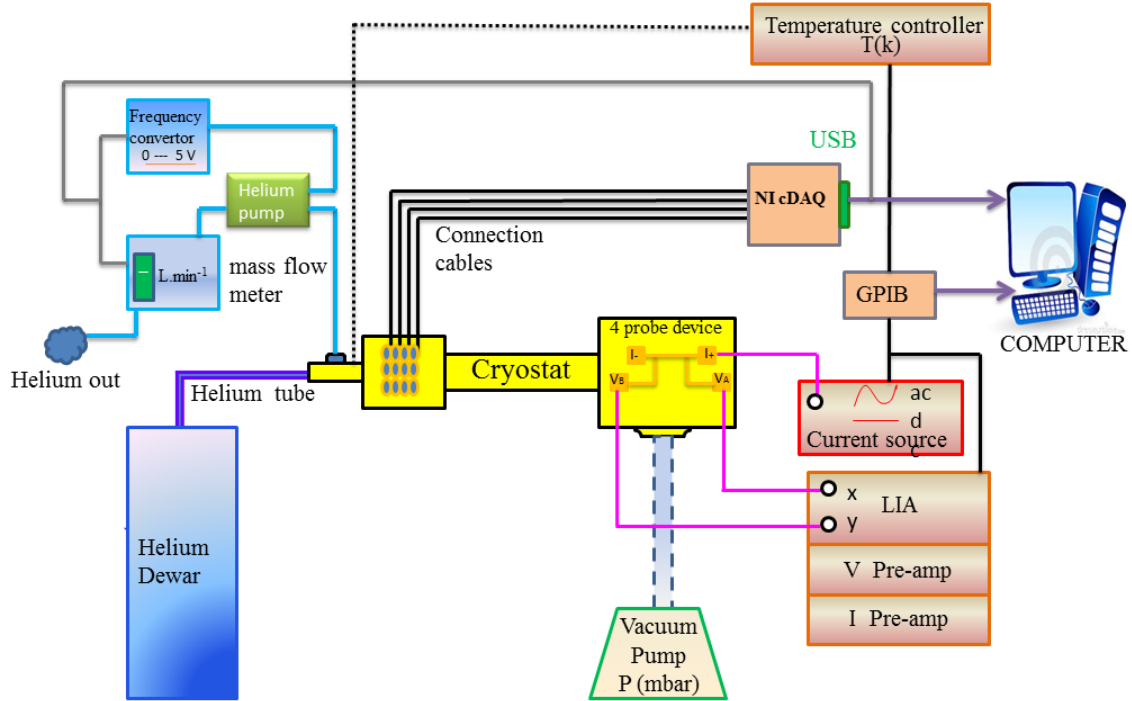 Temperature controller
T(k)
Frequency
convertor
0 --- 5 V
USB
Helium
pump
NI cDAQ
Connection
cables
L.min-1
mass flow
meter
GPIB
COMPUTER
Helium out
Helium tube
Cryostat
4 probe device
I-
I+
VB
VA
ac
d
c
Current source
x
y
LIA
V Pre-amp
I Pre-amp
Helium
Dewar
Vacuum
Pump
P (mbar)